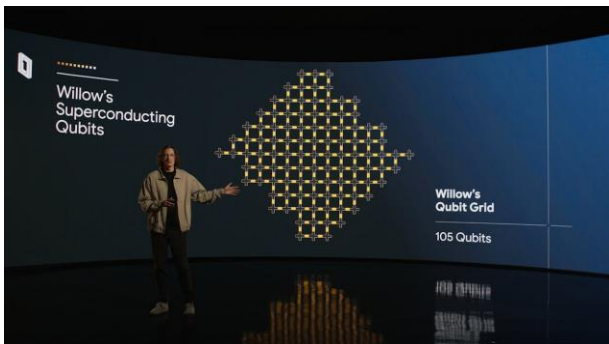 Willow's
Superconducting
Qubits
Willow's
Qubit Grid
105 Qubits